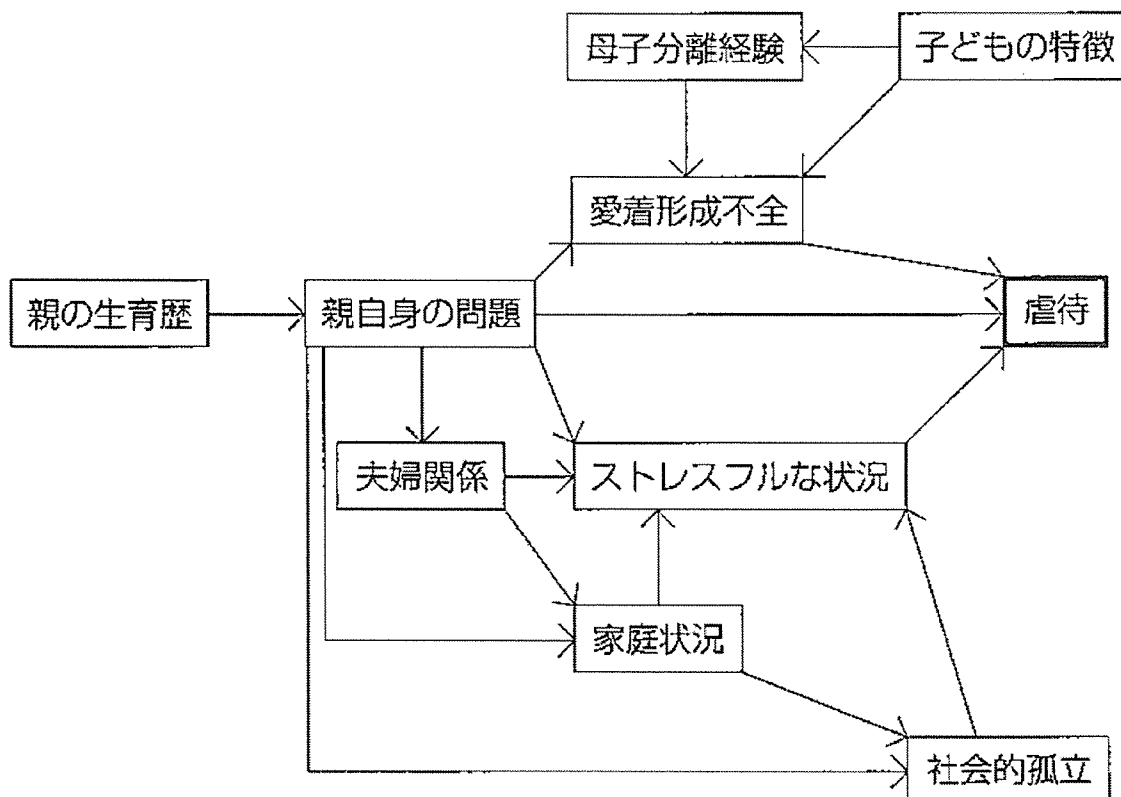 母子分離経験
子どもの特徴
愛着形成不全
親の生育歴
親自身の問題
虐待
夫婦関係
ストレスフルな状況
家庭状況
社会的孤立